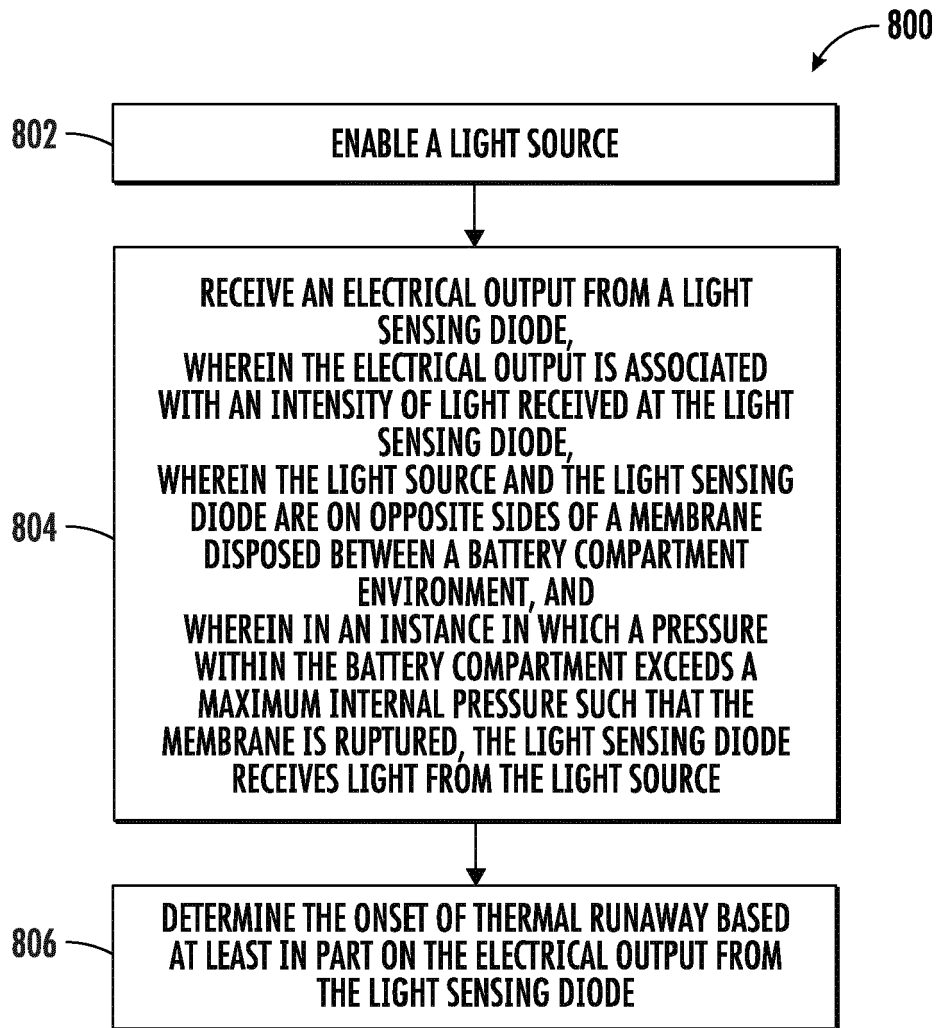 800
802
ENABLE A LIGHT SOURCE
804
RECEIVE AN ELECTRICAL OUTPUT FROM A LIGHT
SENSING DIODE,
WHEREIN THE ELECTRICAL OUTPUT IS ASSOCIATED
WITH AN INTENSITY OF LIGHT RECEIVED AT THE LIGHT
SENSING DIODE,
WHEREIN THE LIGHT SOURCE AND THE LIGHT SENSING
DIODE ARE ON OPPOSITE SIDES OF A MEMBRANE
DISPOSED BETWEEN A BATTERY COMPARTMENT
ENVIRONMENT, AND
WHEREIN IN AN INSTANCE IN WHICH A PRESSURE
WITHIN THE BATTERY COMPARTMENT EXCEEDS A
MAXIMUM INTERNAL PRESSURE SUCH THAT THE
MEMBRANE IS RUPTURED, THE LIGHT SENSING DIODE
RECEIVES LIGHT FROM THE LIGHT SOURCE
806
DETERMINE THE ONSET OF THERMAL RUNAWAY BASED
AT LEAST IN PART ON THE ELECTRICAL OUTPUT FROM
THE LIGHT SENSING DIODE